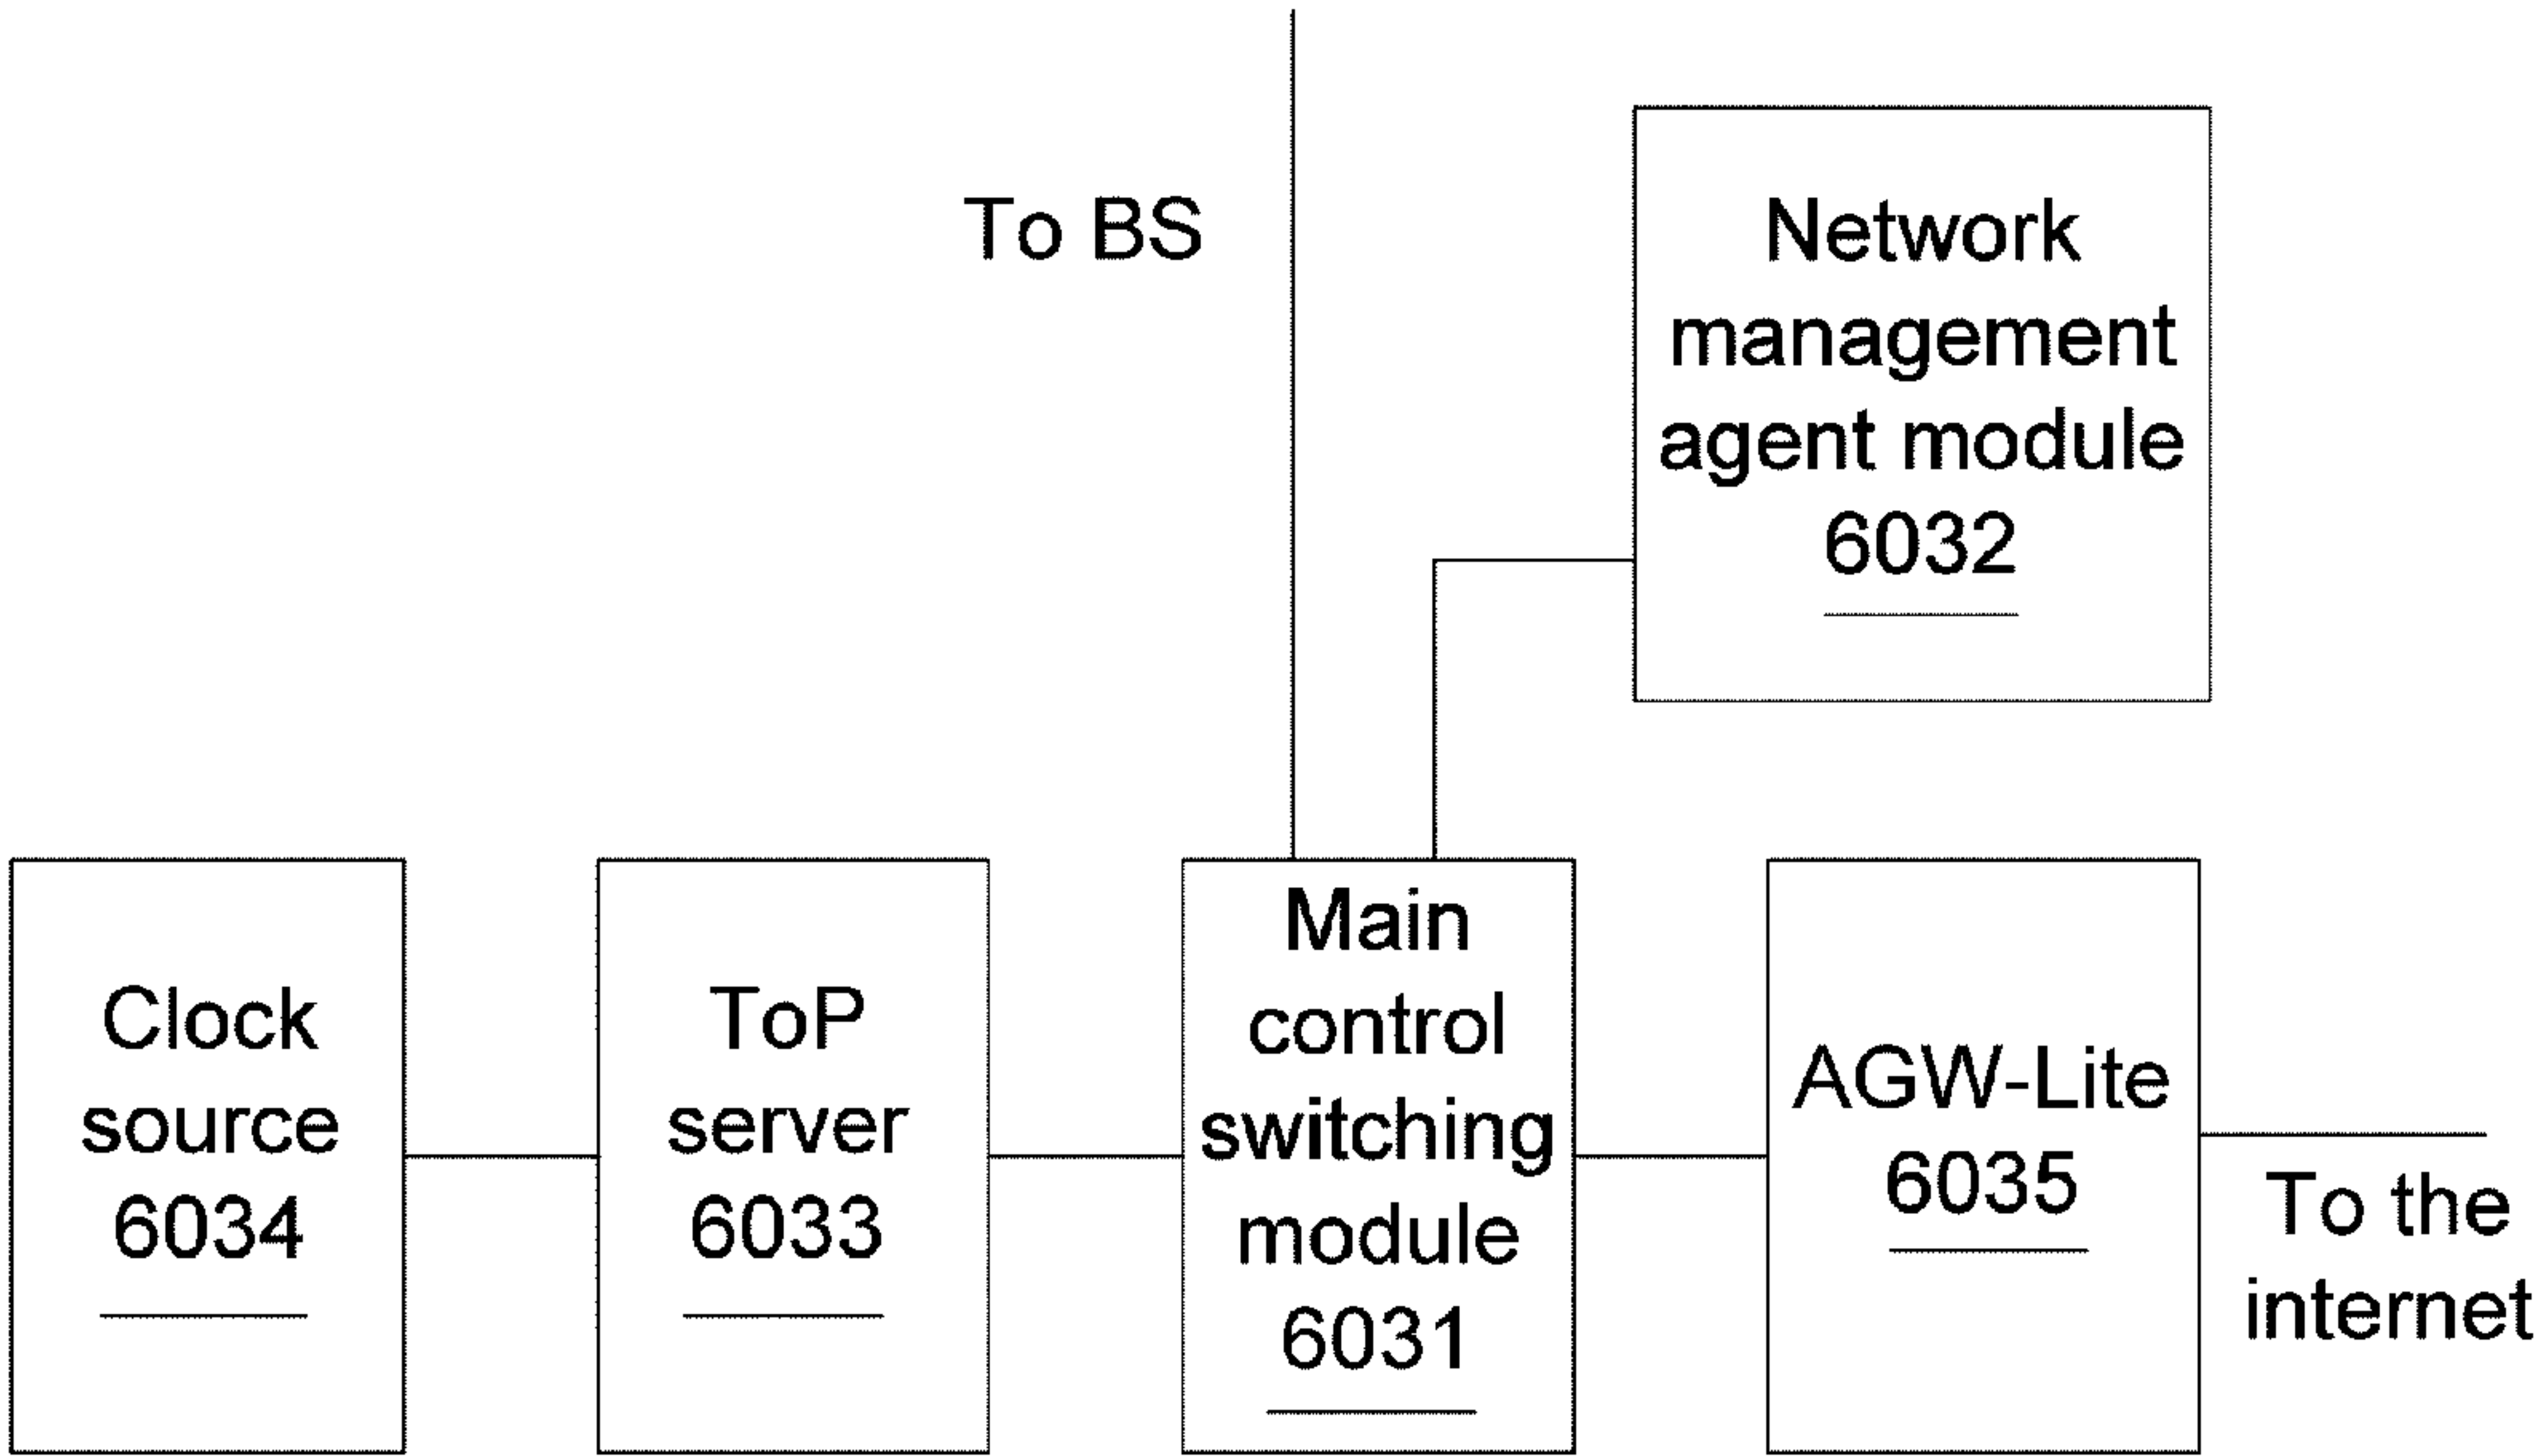 To BS
Network
management
agent module
6032
Clock
source
6034
ToP
server
6033
Main
control
switching
module
6031
AGW-Lite
6035
To the
internet